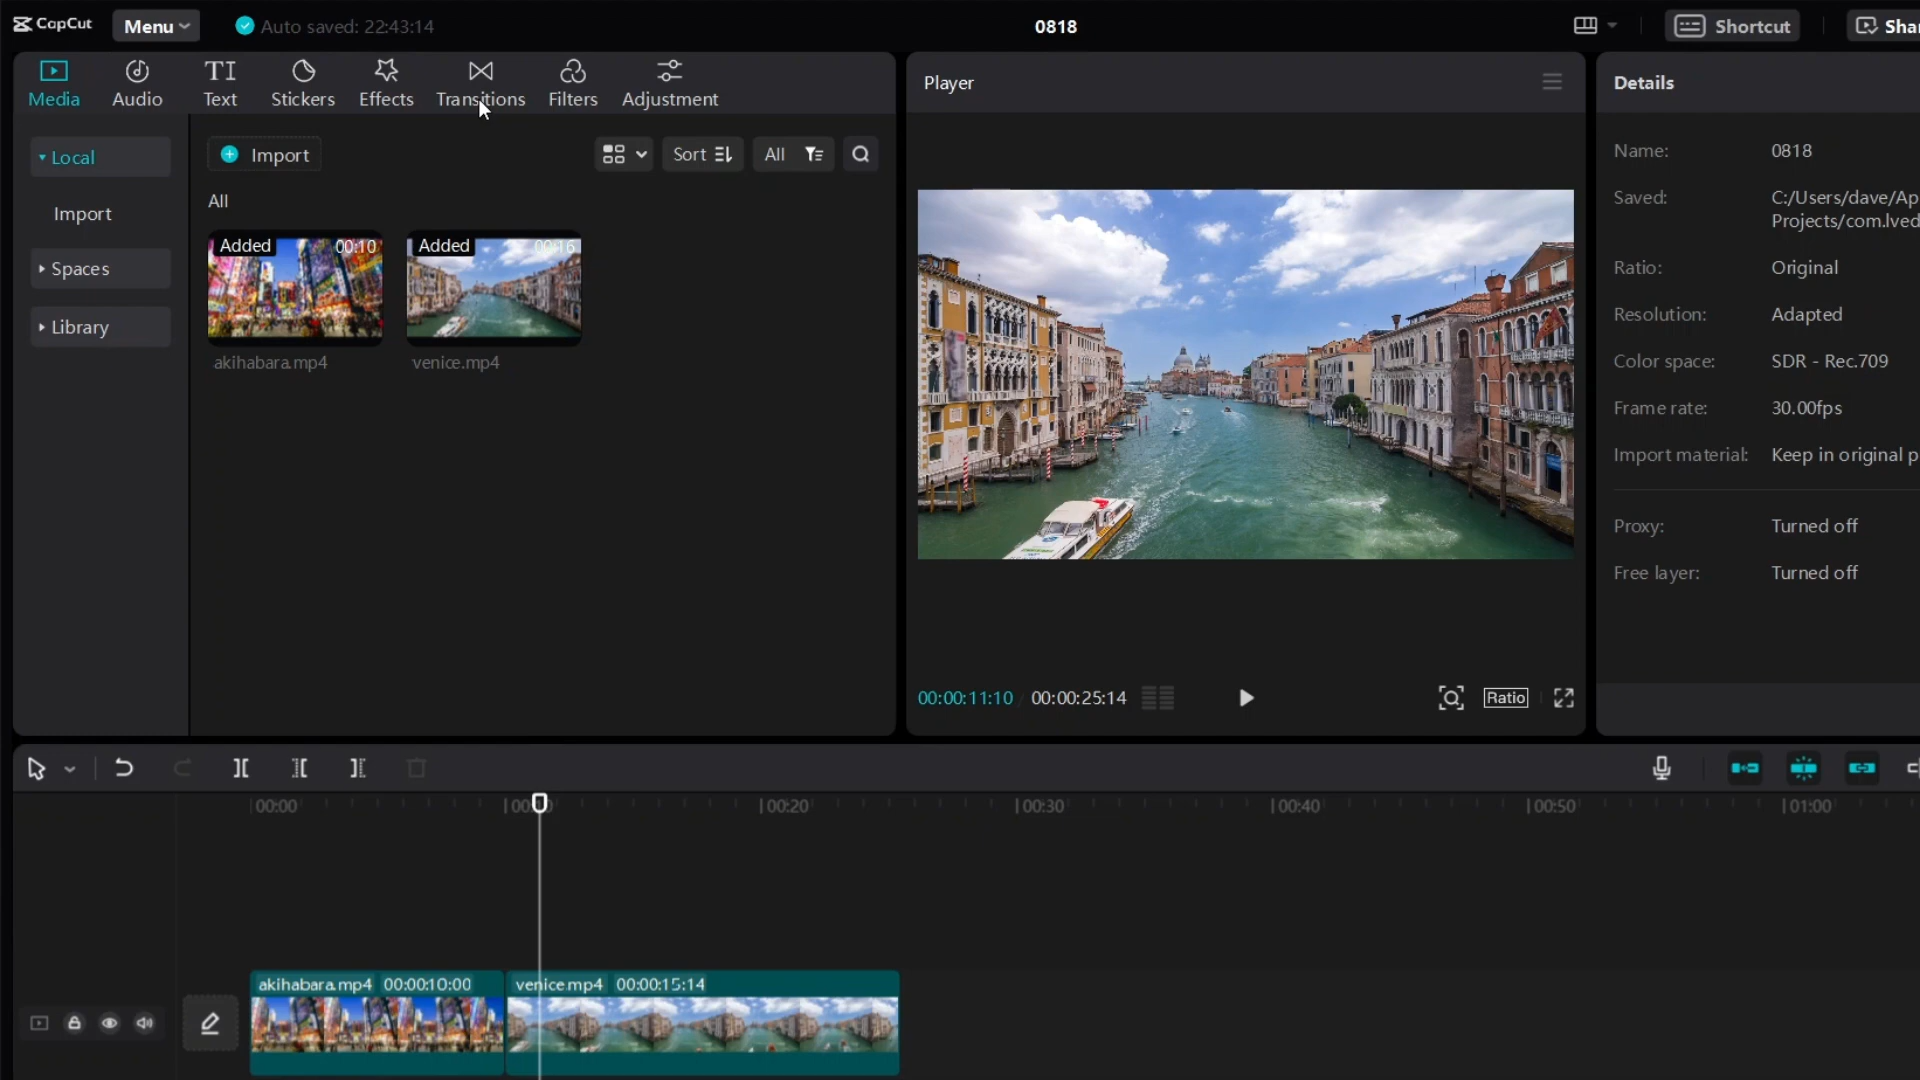 CapCut Menu Auto saved: 22:43:14 0818 Shortcut
Media Audio TI Text Stickers Effects Transitions Filters Adjustment
Player
Details
Local
Import
Spaces
Library
Import Sort All
All
Added 00:10
Added 00:16
akihabara.mp4
venice.mp4
00:00:11:10 00:00:25:14
Ratio
Name: 0818
Saved: C:/Users/dave/Ap
Projects/com.lved
Ratio: Original
Resolution: Adapted
Color space: SDR - Rec.709
Frame rate: 30.00fps
Import material: Keep in original p
Proxy: Turned off
Free layer: Turned off
00:00 00:20 00:30 00:40 00:50 01:00
akihabara.mp4 00:00:10:00
venice.mp4 00:00:15:14